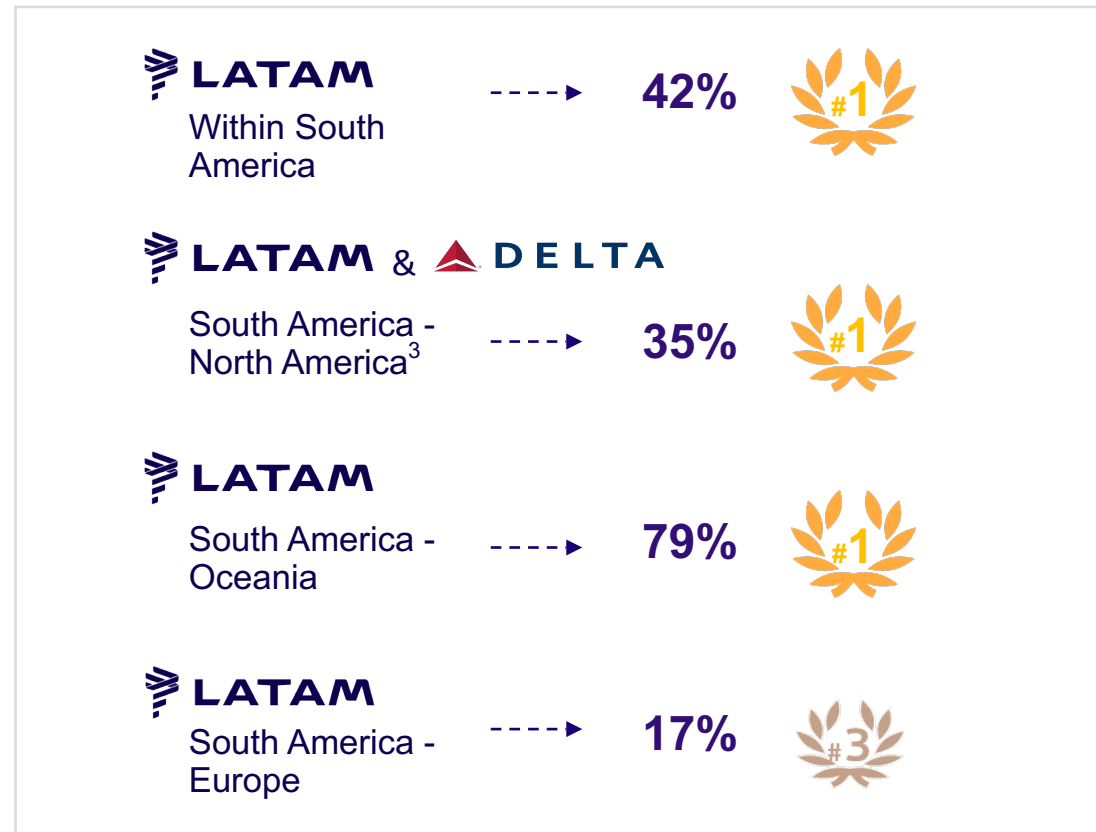 LATAM
Within South
America
42%
#1
LATAM & DELTA
South America -
North America³
35%
#1
LATAM
South America -
Oceania
79%
#1
LATAM
South America -
Europe
17%
#3